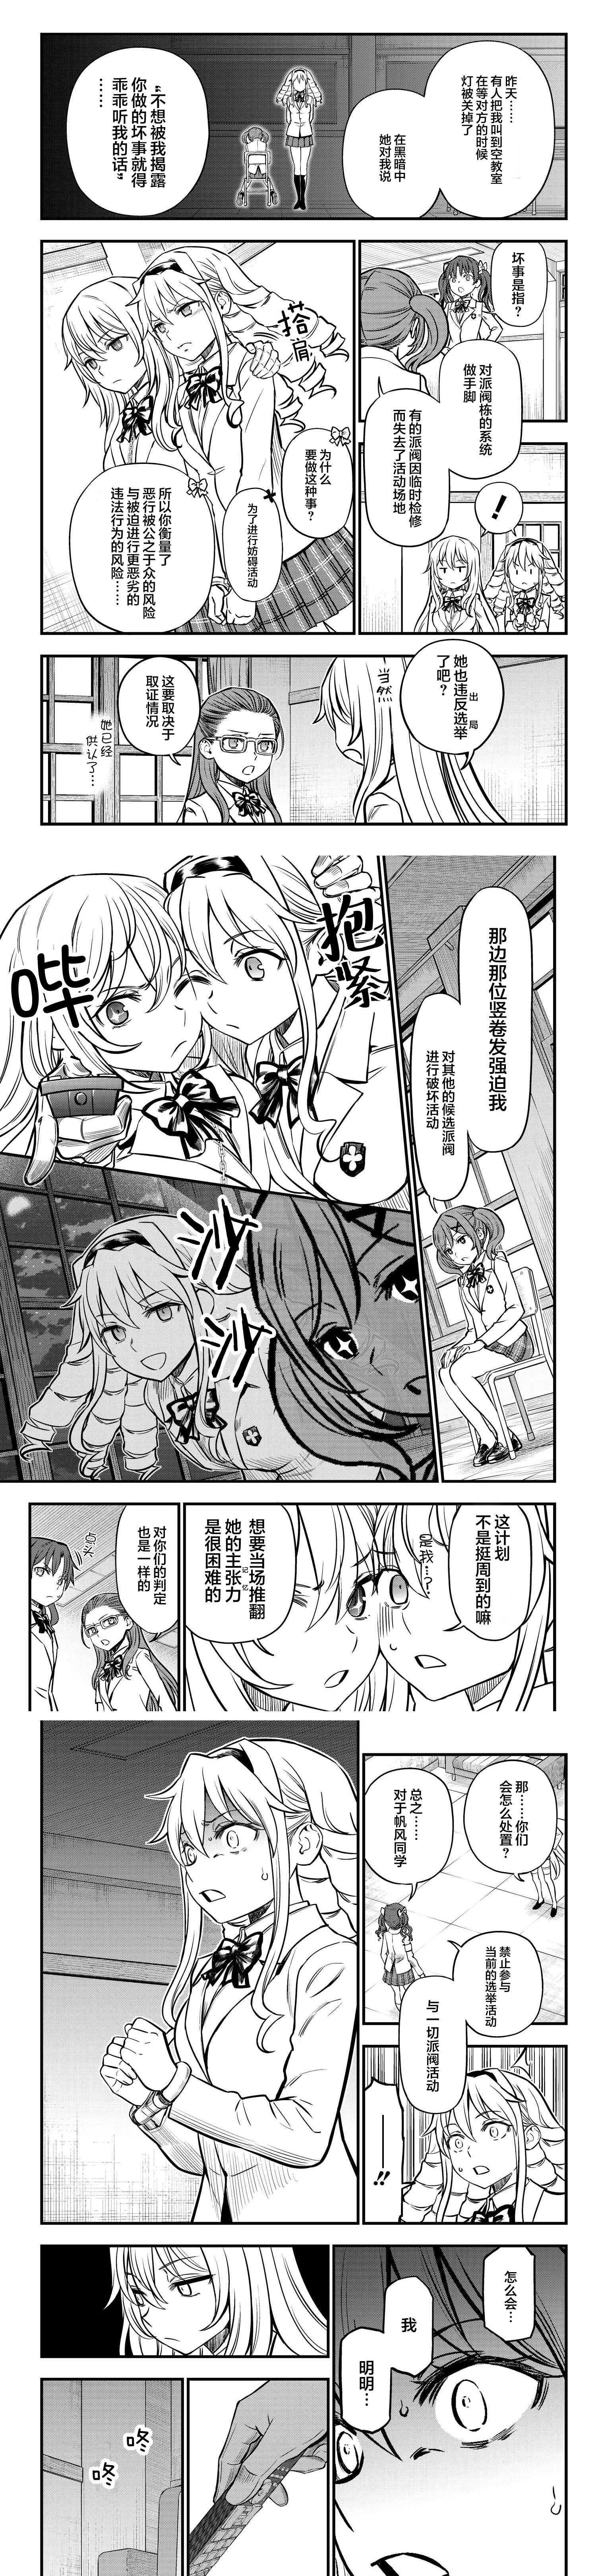 昨天……
有人把我叫到空教室
在等对方的时候
灯被关掉了
在黑暗中
她对我说
“不想被我揭露
你做的坏事就得
乖乖听我的话”
……
坏事是指？
对派阀栋的系统
做手脚
有的派阀因临时检修
而失去了活动场地
！
搭肩
为什么
要做这种事？
为了进行妨碍活动
所以你衡量了
恶行被公之于众的风险
与被迫进行更恶劣的
违法行为的风险……
她也违反选举
出局
了吧？
当然
这要取决于
取证情况
她已经
供认了…
那边那位竖卷发强迫我
对其他的候选派阀
进行破坏活动
抱紧
哔
沙
沙
这计划
不是挺周到的嘛
是我…？
想要当场推翻
她的主张力
记忆
是很困难的
点头
对你们的判定
也是一样的
那……你们
会怎么处置？
总之……
对于帆风同学
禁止参与
当前的选举活动
与一切派阀活动
——!!
怎么会…
我
明明…
咚
咚